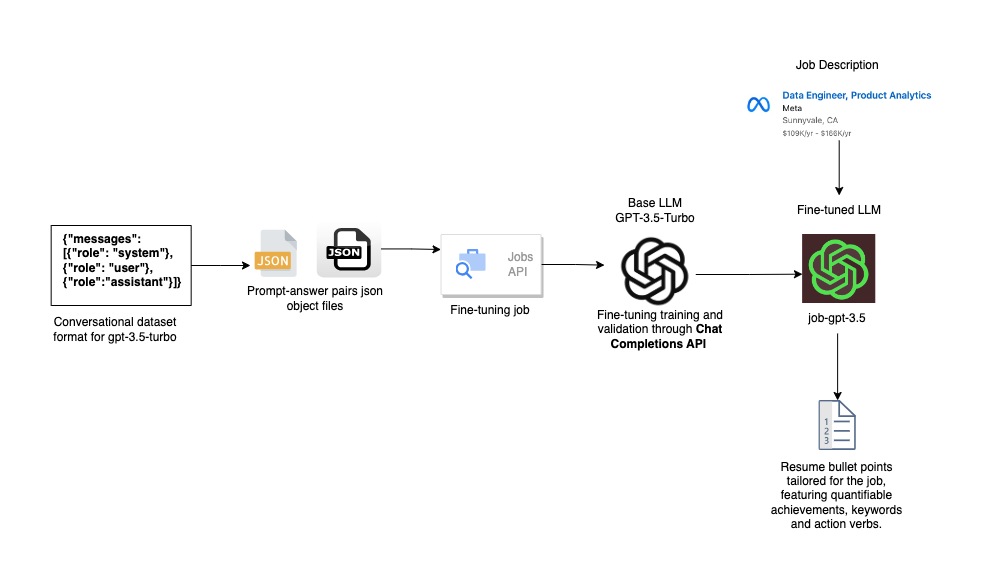 Job Description
Data Engineer, Product Analytics
Meta
Sunnyvale, CA.
$109K/yr - $166K/yr
Base LLM
GPT-3.5-Turbo
Fine-tuned LLM
{"messages":
[{"role": "system"},
{"role": "user"},
{"role":"assistant"}]}
JSON
JSON
Jobs
API
Prompt-answer pairs json
object files
Fine-tuning job
Conversational dataset
format for gpt-3.5-turbo
Fine-tuning training and
validation through Chat
Completions API
job-gpt-3.5
1
2
3
Resume bullet points
tailored for the job,
featuring quantifiable
achievements, keywords
and action verbs.